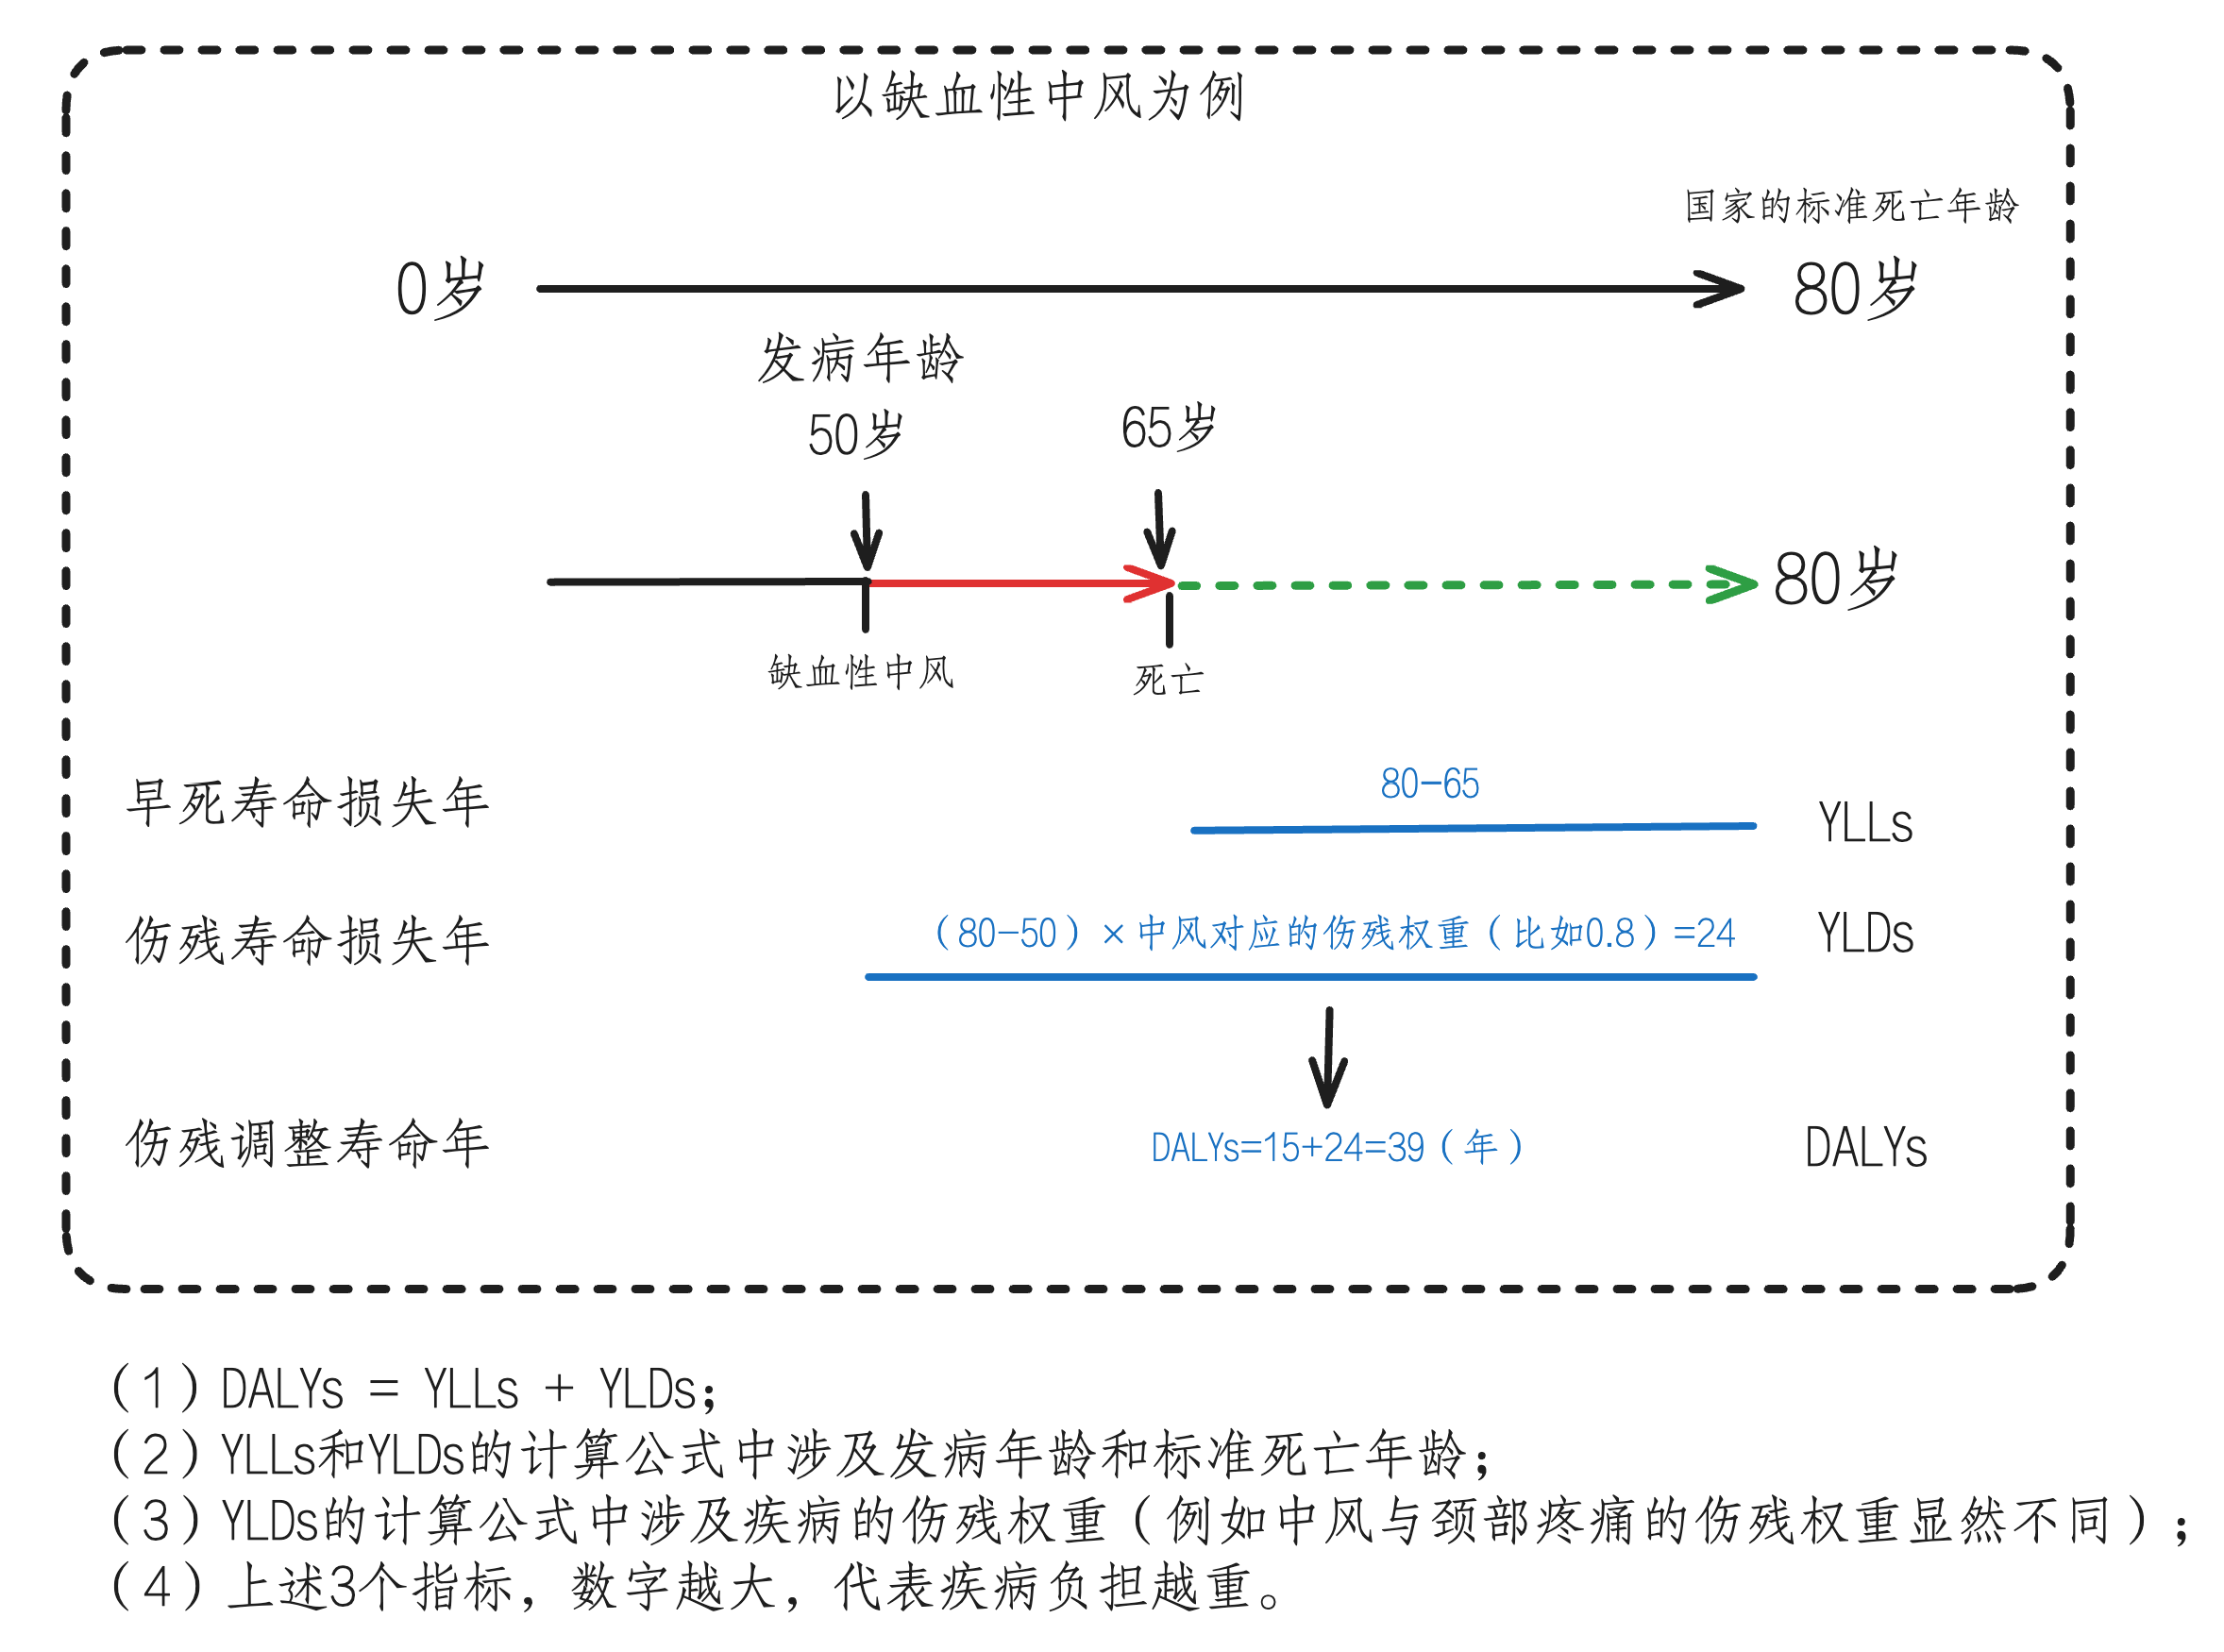 以缺血性中风为例
国家的标准死亡年龄
0岁
80岁
发病年龄
50岁
65岁
80岁
缺血性中风
死亡
早死寿命损失年
80-65
YLLs
伤残寿命损失年
（80-50）×中风对应的伤残权重（比如0.8）=24
YLDs
伤残调整寿命年
DALYs=15+24=39（年）
DALYs
（1）DALYs = YLLs + YLDs；
（2）YLLs和YLDs的计算公式中涉及发病年龄和标准死亡年龄；
（3）YLDs的计算公式中涉及疾病的伤残权重（例如中风与颈部疼痛的伤残权重显然不同）；
（4）上述3个指标，数字越大，代表疾病负担越重。